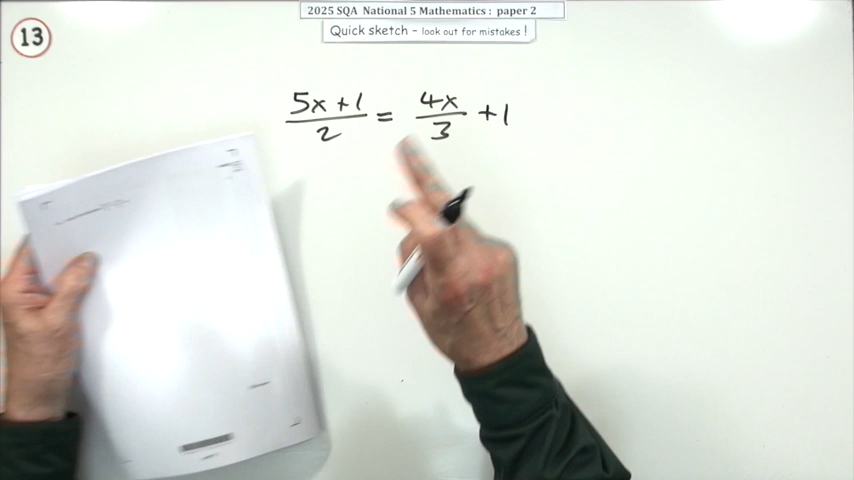 2025 SQA National 5 Mathematics : paper 2
Quick sketch – look out for mistakes !
13
5x + 1 / 2 = 4x / 3 + 1